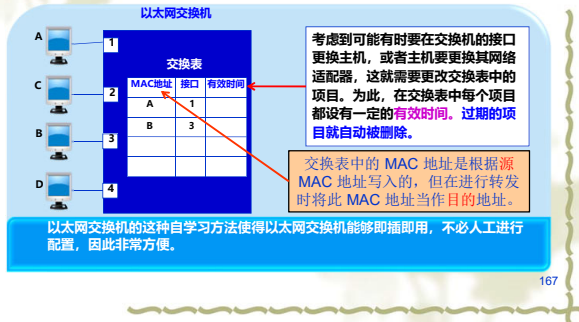 以太网交换机
A
1
交换表
MAC地址 接口 有效时间
C
2
A 1
B 3
B
3
D
4
考虑到可能有时要在交换机的接口
更换主机，或者主机要更换其网络
适配器，这就需要更改交换表中的
项目。为此，在交换表中每个项目
都设有一定的有效时间。过期的项
目就自动被删除。
交换表中的 MAC 地址是根据源
MAC 地址写入的，但在进行转发
时将此 MAC 地址当作目的地址。
以太网交换机的这种自学习方法使得以太网交换机能够即插即用，不必人工进行
配置，因此非常方便。
167